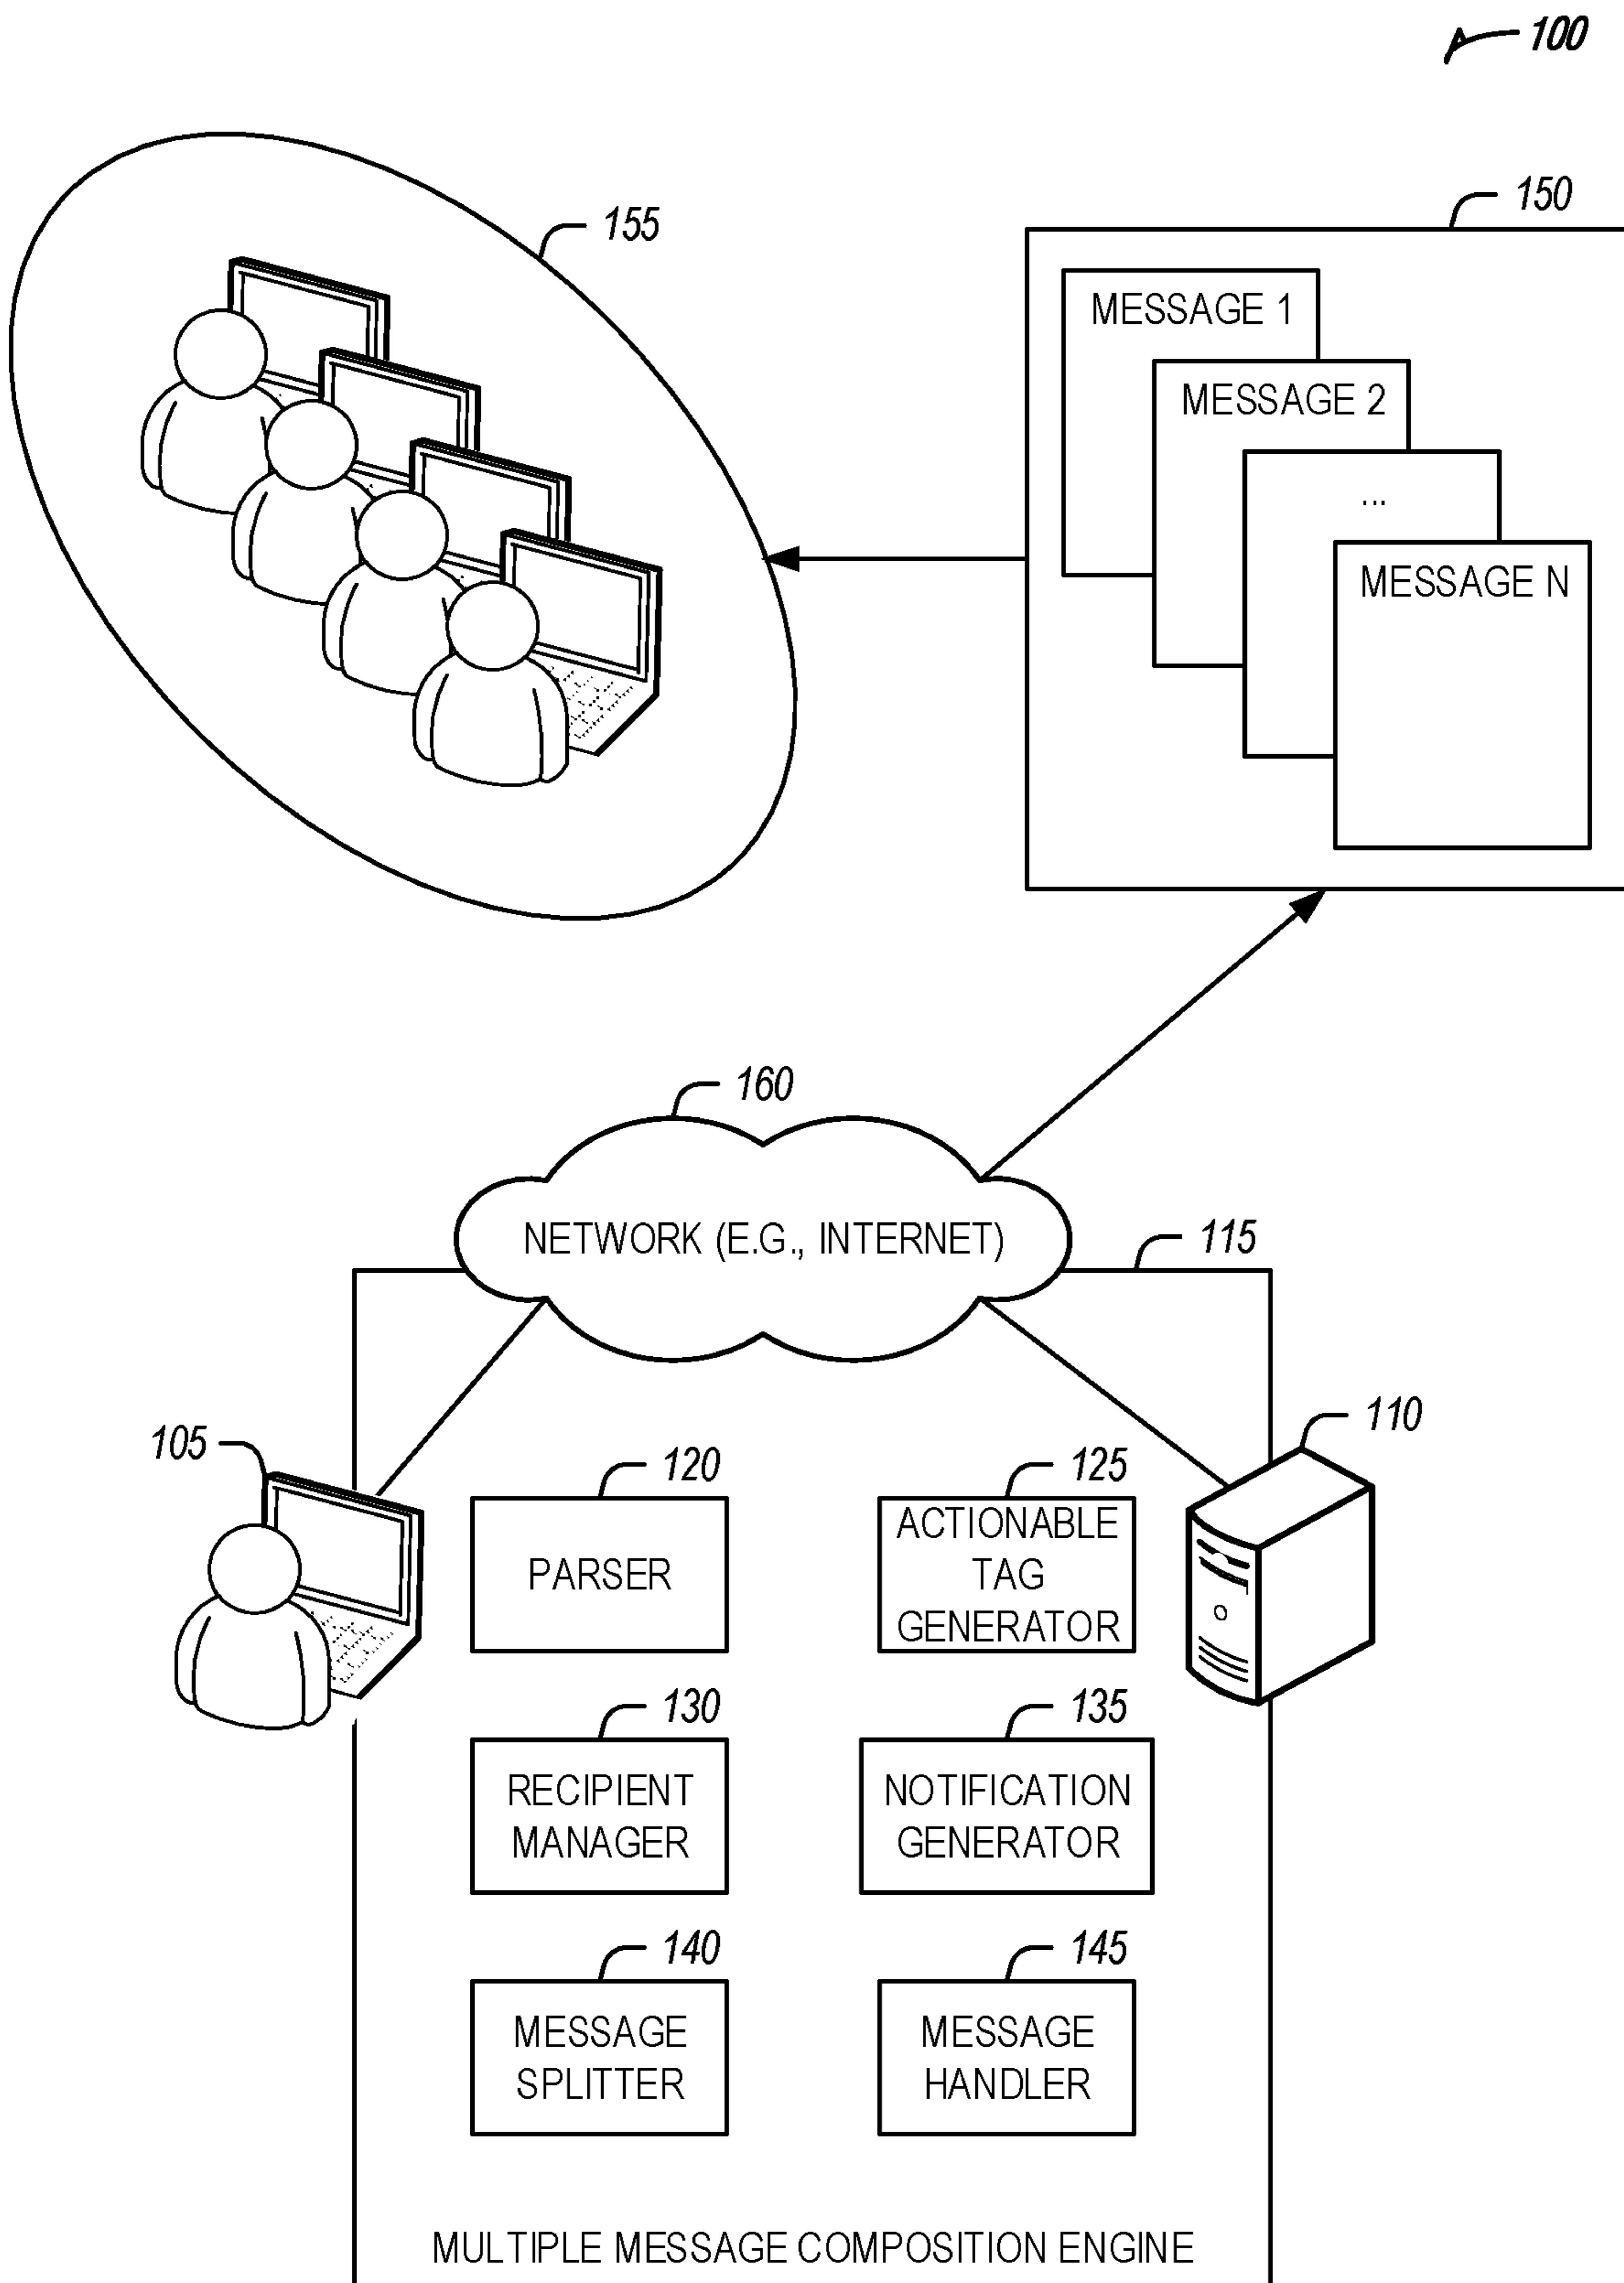 100
155
150
MESSAGE 1
MESSAGE 2
...
MESSAGE N
160
NETWORK (E.G., INTERNET)
115
105
110
120
125
PARSER
ACTIONABLE
TAG
GENERATOR
130
135
RECIPIENT
MANAGER
NOTIFICATION
GENERATOR
140
145
MESSAGE
SPLITTER
MESSAGE
HANDLER
MULTIPLE MESSAGE COMPOSITION ENGINE